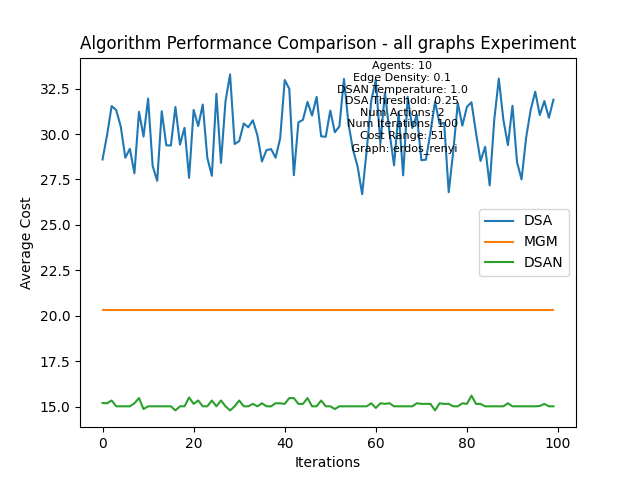 Algorithm Performance Comparison - all graphs Experiment
Agents: 10
Edge Density: 0.1
DSAN Temperature: 1.0
DSA Threshold: 0.25
Num Actions: 2
Num Iterations: 100
Cost Range: 51
Graph: erdos_renyi
32.5
30.0
27.5
25.0
22.5
20.0
17.5
15.0
Average Cost
DSA
MGM
DSAN
0
20
40
60
80
100
Iterations